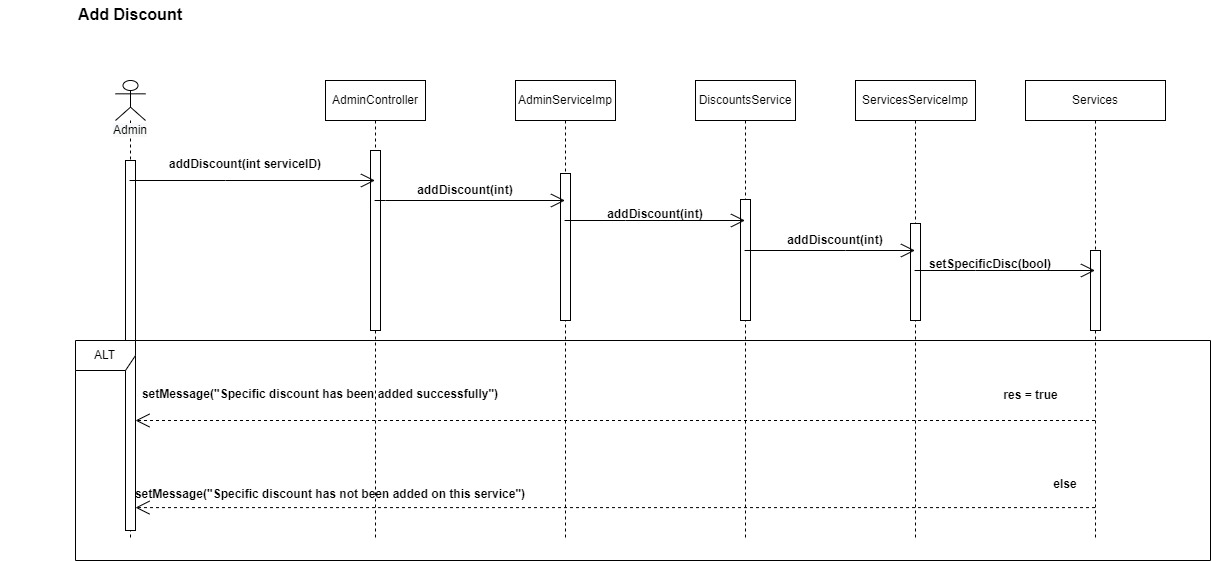 Add Discount
Admin
AdminController
AdminServiceImp
DiscountsService
ServicesServiceImp
Services
addDiscount(int serviceID)
addDiscount(int)
addDiscount(int)
addDiscount(int)
setSpecificDisc(bool)
ALT
setMessage("Specific discount has been added successfully")
res = true
setMessage("Specific discount has not been added on this service")
else